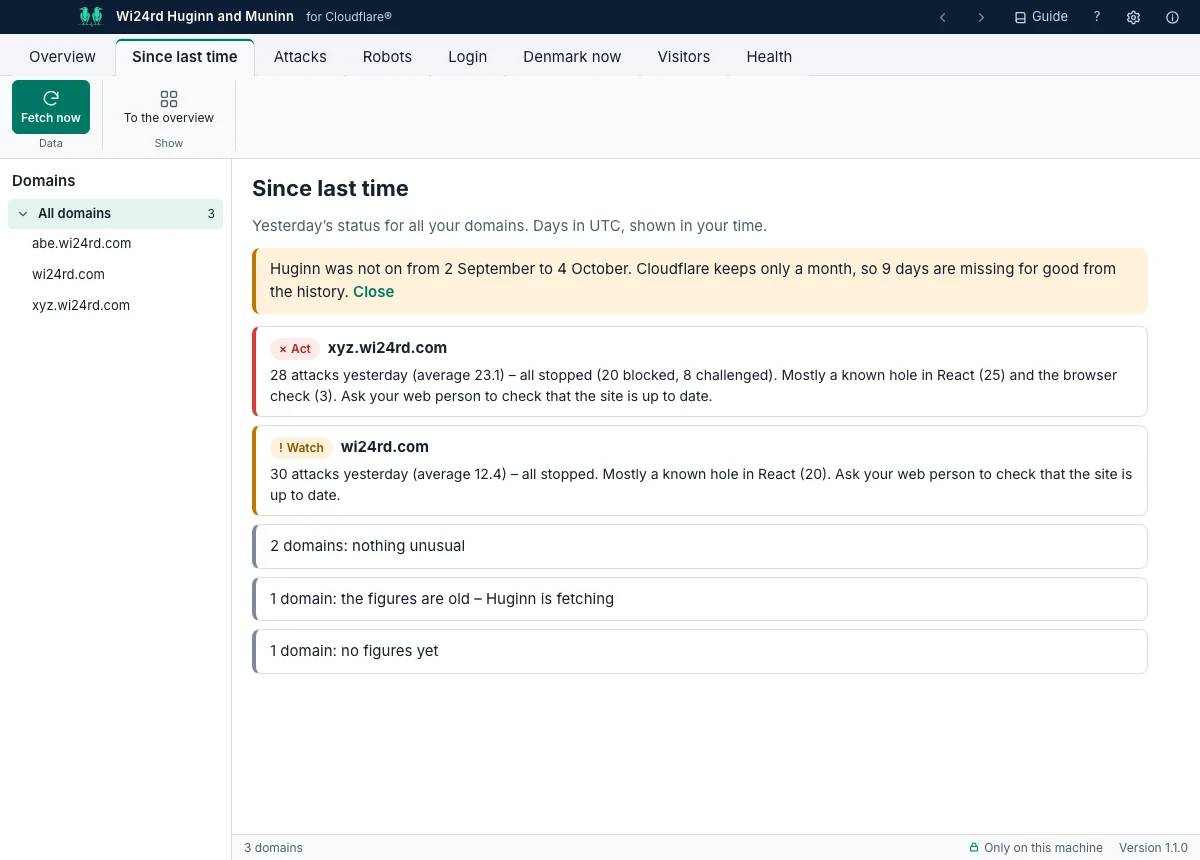 Wi24rd Huginn and Muninn for Cloudflare®
Guide ?
Overview Since last time Attacks Robots Login Denmark now Visitors Health
Fetch now
Data
To the overview
Show
Domains
All domains 3
abe.wi24rd.com
wi24rd.com
xyz.wi24rd.com
Since last time
Yesterday’s status for all your domains. Days in UTC, shown in your time.
Huginn was not on from 2 September to 4 October. Cloudflare keeps only a month, so 9 days are missing for good from
the history. Close
× Act xyz.wi24rd.com
28 attacks yesterday (average 23.1) – all stopped (20 blocked, 8 challenged). Mostly a known hole in React (25) and the browser
check (3). Ask your web person to check that the site is up to date.
! Watch wi24rd.com
30 attacks yesterday (average 12.4) – all stopped. Mostly a known hole in React (20). Ask your web person to check that the site is
up to date.
2 domains: nothing unusual
1 domain: the figures are old – Huginn is fetching
1 domain: no figures yet
3 domains
Only on this machine Version 1.1.0